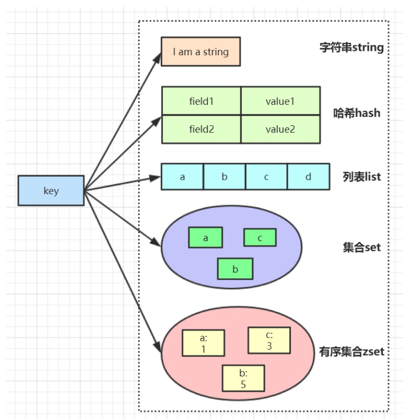 I am a string
字符串string
field1 value1
field2 value2
哈希hash
key
a b c d
列表list
a c
b
集合set
a:
1
c:
3
b:
5
有序集合zset